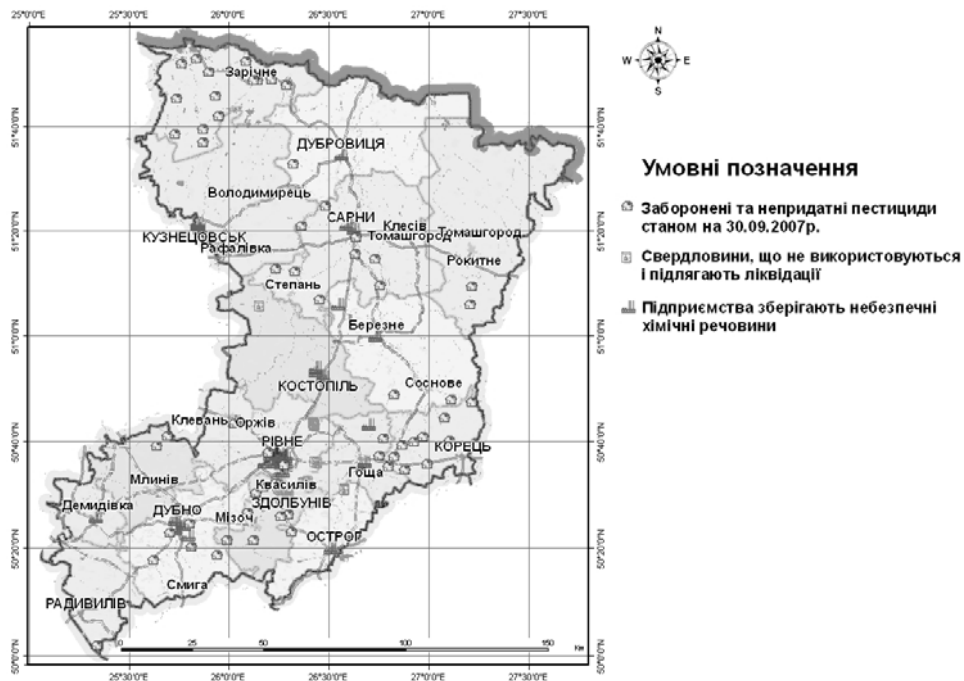 25°0'0"E 26°0'0"E 26°30'0"E 27°0'0"E 27°30'0"E
N
W E
S
51°40'0"N 51°40'0"N
51°20'0"N 51°20'0"N
51°0'0"N 51°0'0"N
50°40'0"N 50°40'0"N
50°20'0"N 50°20'0"N
50°0'0"N 50°0'0"N
Зарічне
ДУБРОВИЦЯ
Володимирець
САРНИ
Клесів
КУЗНЕЦОВСЬК
Томашгород
Томашгород
Рафалівка
Рокитне
Степань
Березне
КОСТОПІЛЬ
Соснове
Клевань
Оржів
РІВНЕ
КОРЕЦЬ
Гоща
Млинів
Квасилів
Демидівка
ЗДОЛБУНІВ
ДУБНО
Мізоч
ОСТРОГ
Смига
РАДИВИЛІВ
0 25 50 100 150
Км
25°30'0"E 26°0'0"E 26°30'0"E 27°0'0"E 27°30'0"E
Умовні позначення
Заборонені та непридатні пестициди
станом на 30.09.2007р.
Свердловини, що не використовуються
і підлягають ліквідації
Підприємства зберігають небезпечні
хімічні речовини